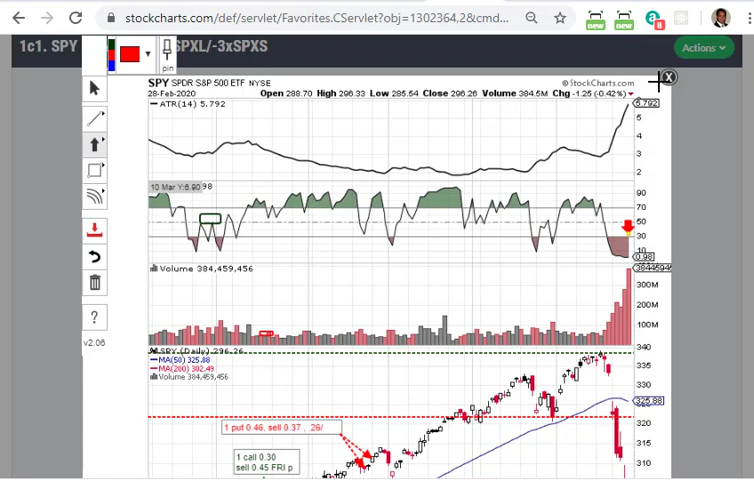 stockcharts.com/def/servlet/Favorites.CServlet?obj=1302364,2&cmd...
new
new
a
8
1c1. SPY
SPXL/-3xSPXS
Actions
pin
X
SPY SPDR S&P 500 ETF NYSE
© StockCharts.com
28-Feb-2020
Open 288.70 High 296.33 Low 285.54 Close 296.26 Volume 384.5M Chg -1.25 (-0.42%)
ATR(14) 5.792
5.792
5
4
3
2
10 Mar Y:5.90
98
90
70
50
30
10
0.98
?
v2.06
Volume 384,459,456
384459456
300M
200M
100M
SPY (Daily) 296.26
MA(50) 325.88
MA(200) 302.49
Volume 384,459,456
340
335
330
325.88
320
315
310
1 put 0.46, sell 0.37 , .26/
1 call 0.30
sell 0.45 FRI p